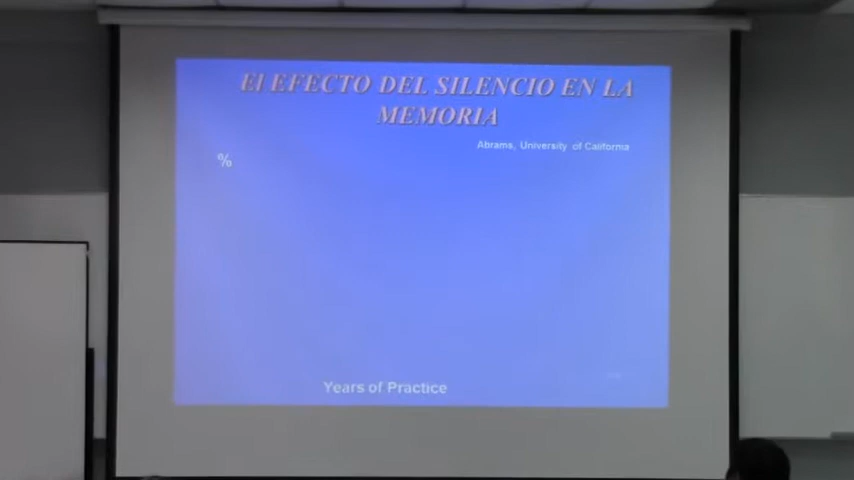 El EFECTO DEL SILENCIO EN LA
MEMORIA
Abrams, University of California
%
Years of Practice